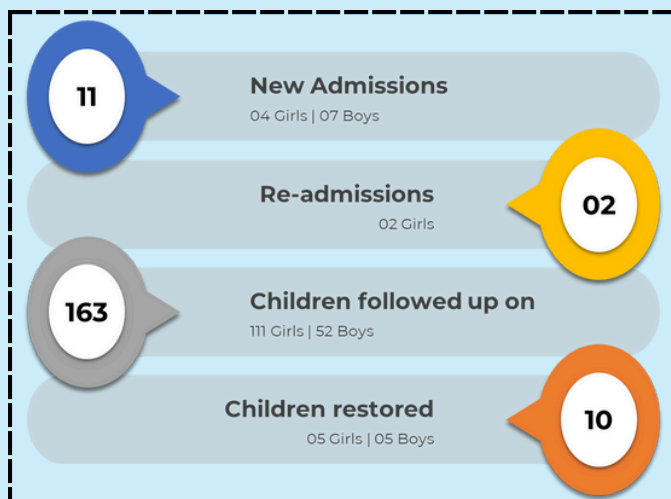 11
New Admissions
04 Girls | 07 Boys
Re-admissions
02 Girls
02
163
Children followed up on
111 Girls | 52 Boys
Children restored
05 Girls | 05 Boys
10